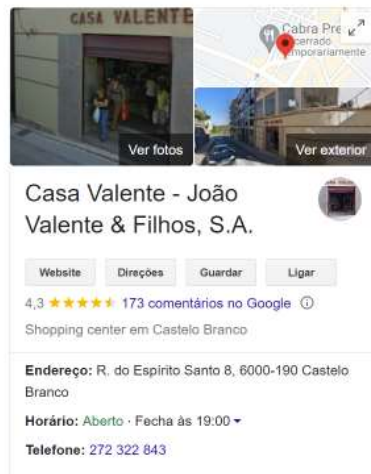 CASA VALENTE
Cabra Pre
cerrado
mporariamente
Ver fotos
Ver exterior
Casa Valente - João
Valente & Filhos, S.A.
Website
Direções
Guardar
Ligar
4,3 173 comentários no Google
Shopping center em Castelo Branco
Endereço: R. do Espírito Santo 8, 6000-190 Castelo
Branco
Horário: Aberto · Fecha às 19:00
Telefone: 272 322 843